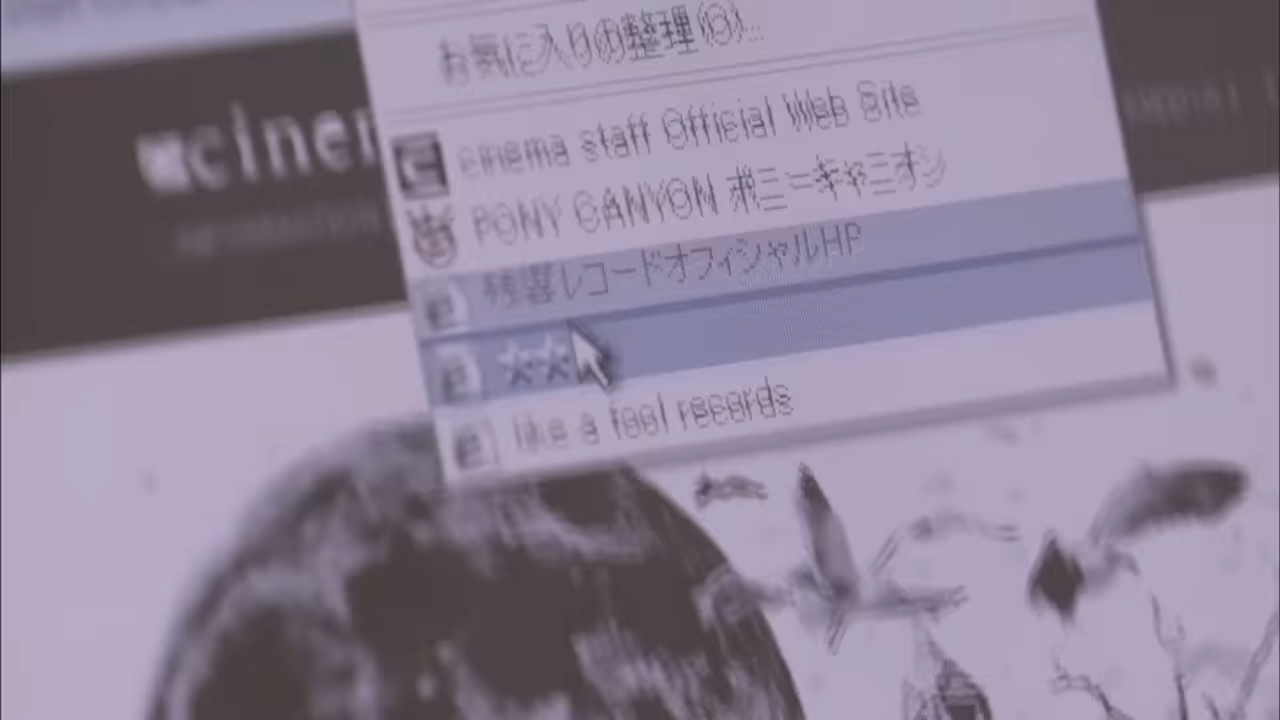 お気に入りの整理(O)...
cinem
cinema staff Official Web Site
PONY CANYON ポニーキャニオン
残響レコードオフィシャルHP
★★
like a fool records